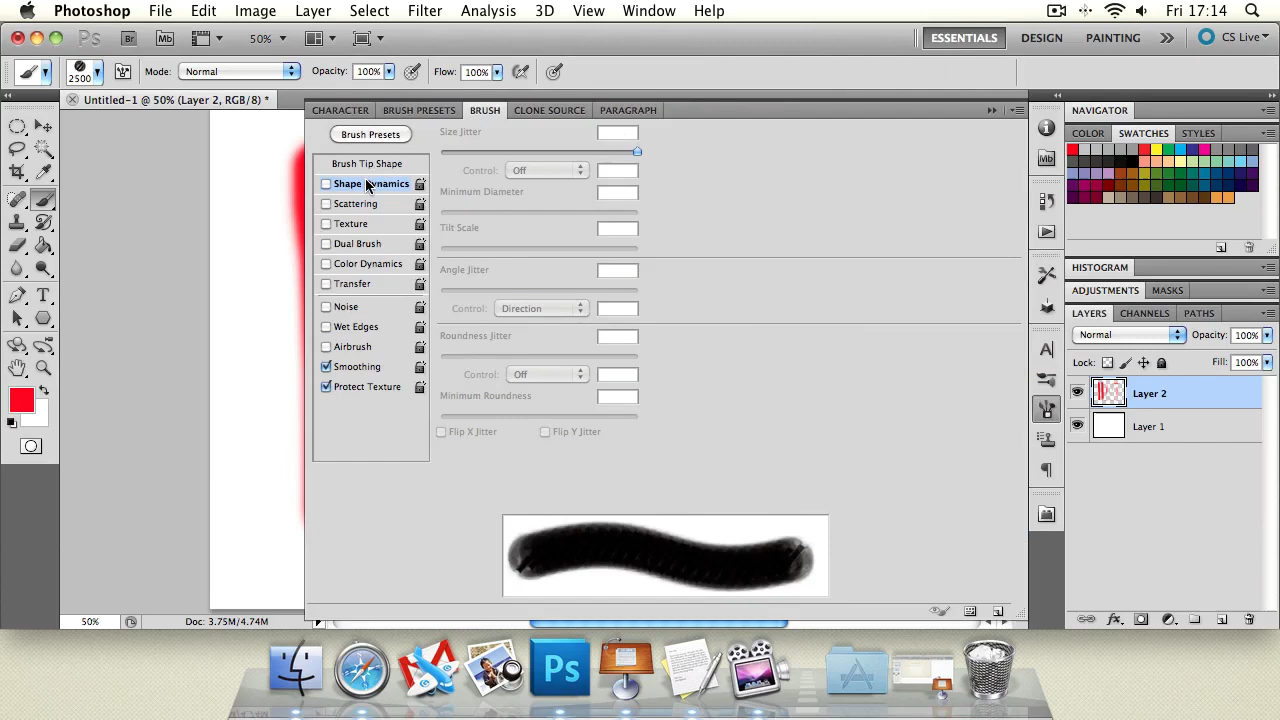 Photoshop File Edit Image Layer Select Filter Analysis 3D View Window Help Fri 17:14
Ps Br Mb 50% ESSENTIALS DESIGN PAINTING CS Live
2500 Mode: Normal Opacity: 100% Flow: 100%
Untitled-1 @ 50% (Layer 2, RGB/8) *
CHARACTER BRUSH PRESETS BRUSH CLONE SOURCE PARAGRAPH
Brush Presets
Brush Tip Shape
Shape Dynamics
Scattering
Texture
Dual Brush
Color Dynamics
Transfer
Noise
Wet Edges
Airbrush
Smoothing
Protect Texture
Size Jitter
Control: Off
Minimum Diameter
Tilt Scale
Angle Jitter
Control: Direction
Roundness Jitter
Control: Off
Minimum Roundness
Flip X Jitter Flip Y Jitter
NAVIGATOR
COLOR SWATCHES STYLES
HISTOGRAM
ADJUSTMENTS MASKS
LAYERS CHANNELS PATHS
Normal Opacity: 100%
Lock: Fill: 100%
Layer 2
Layer 1
50% Doc: 3.75M/4.74M
Ps